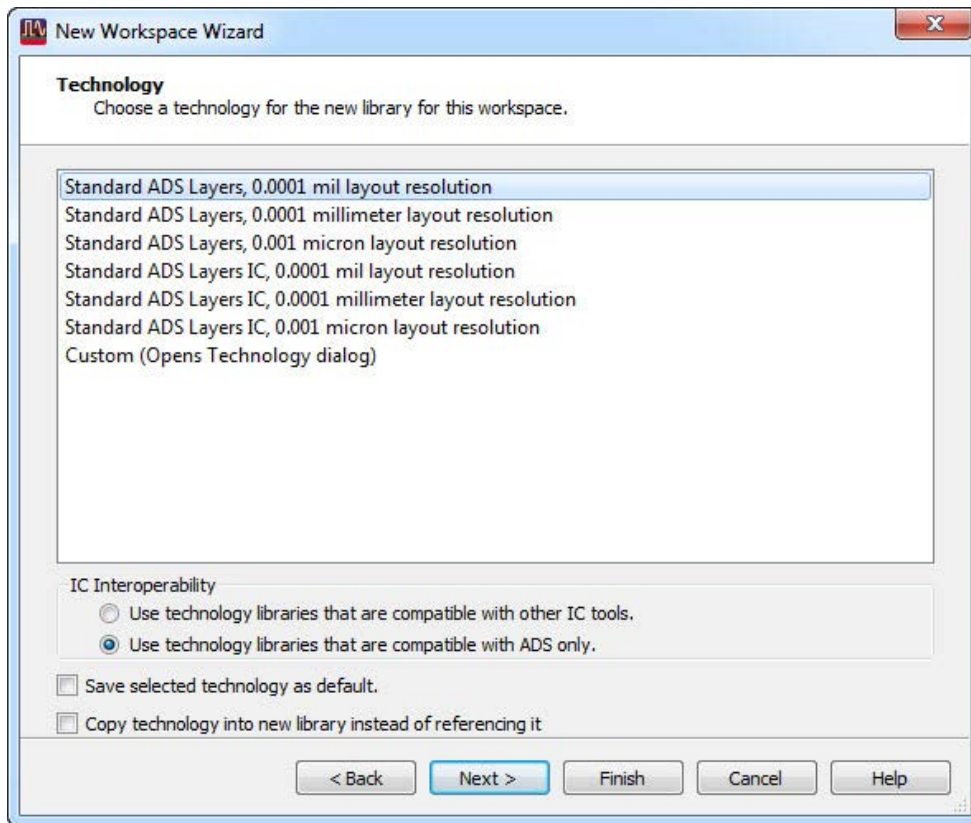 New Workspace Wizard
Technology
Choose a technology for the new library for this workspace.
Standard ADS Layers, 0.0001 mil layout resolution
Standard ADS Layers, 0.0001 millimeter layout resolution
Standard ADS Layers, 0.001 micron layout resolution
Standard ADS Layers IC, 0.0001 mil layout resolution
Standard ADS Layers IC, 0.0001 millimeter layout resolution
Standard ADS Layers IC, 0.001 micron layout resolution
Custom (Opens Technology dialog)
IC Interoperability
Use technology libraries that are compatible with other IC tools.
Use technology libraries that are compatible with ADS only.
Save selected technology as default.
Copy technology into new library instead of referencing it
< Back Next > Finish Cancel Help